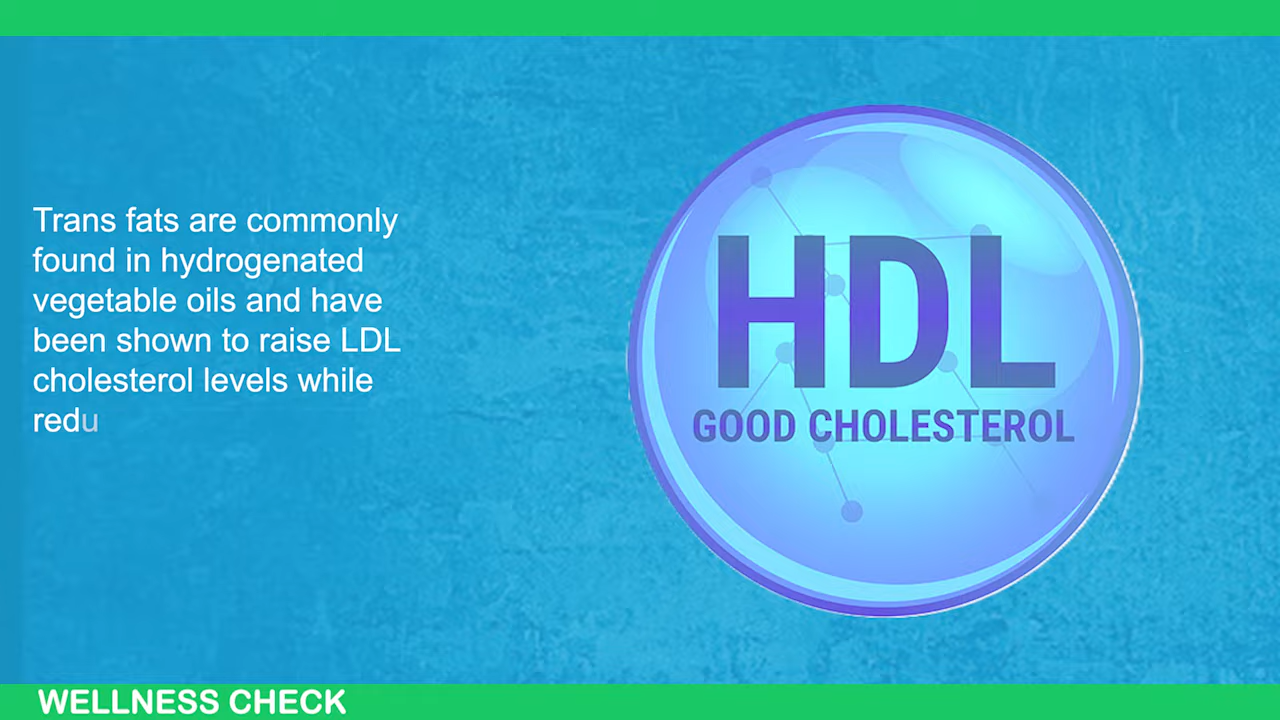 Trans fats are commonly
found in hydrogenated
vegetable oils and have
been shown to raise LDL
cholesterol levels while
redu
HDL
GOOD CHOLESTEROL
WELLNESS CHECK